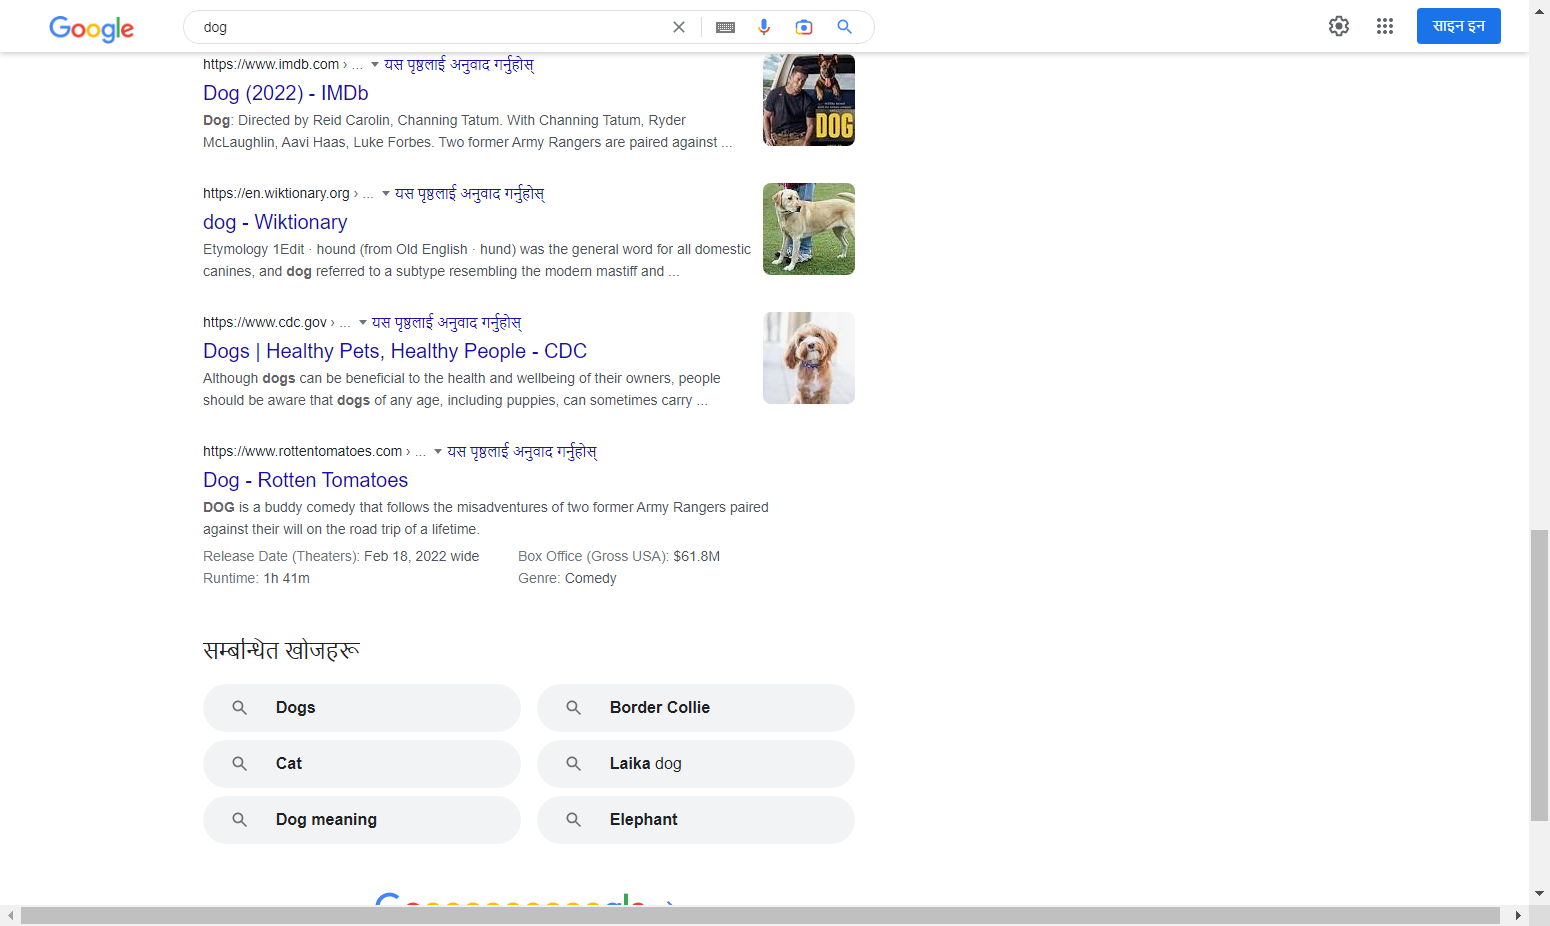 Google
dog
साइन इन
https://www.imdb.com › ... यस पृष्ठलाई अनुवाद गर्नुहोस्
Dog (2022) - IMDb
Dog: Directed by Reid Carolin, Channing Tatum. With Channing Tatum, Ryder
McLaughlin, Aavi Haas, Luke Forbes. Two former Army Rangers are paired against ...
DOG
https://en.wiktionary.org › ... यस पृष्ठलाई अनुवाद गर्नुहोस्
dog - Wiktionary
Etymology 1Edit · hound (from Old English · hund) was the general word for all domestic
canines, and dog referred to a subtype resembling the modern mastiff and ...
https://www.cdc.gov › ... यस पृष्ठलाई अनुवाद गर्नुहोस्
Dogs | Healthy Pets, Healthy People - CDC
Although dogs can be beneficial to the health and wellbeing of their owners, people
should be aware that dogs of any age, including puppies, can sometimes carry ...
https://www.rottentomatoes.com › ... यस पृष्ठलाई अनुवाद गर्नुहोस्
Dog - Rotten Tomatoes
DOG is a buddy comedy that follows the misadventures of two former Army Rangers paired
against their will on the road trip of a lifetime.
Release Date (Theaters): Feb 18, 2022 wide Box Office (Gross USA): $61.8M
Runtime: 1h 41m Genre: Comedy
सम्बन्धित खोजहरू
Dogs Border Collie
Cat Laika dog
Dog meaning Elephant